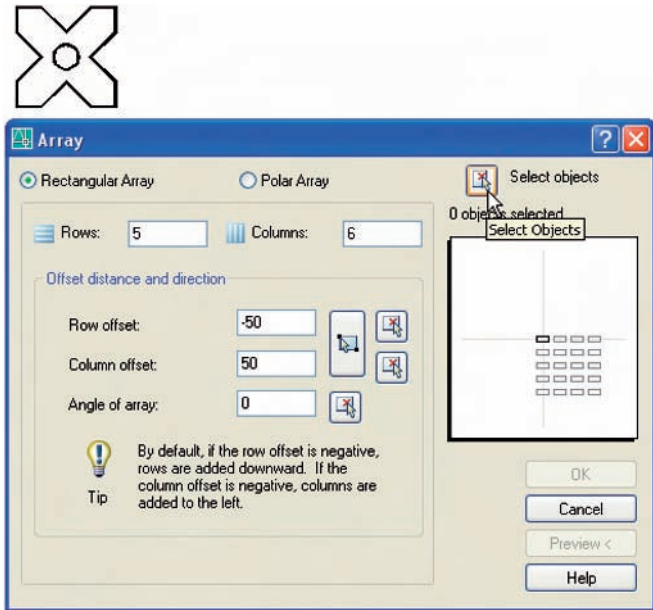 Array
Rectangular Array
Polar Array
Select objects
0 objects selected
Select Objects
Rows:
5
Columns:
6
Offset distance and direction
Row offset:
-50
Column offset:
50
Angle of array:
0
Tip
By default, if the row offset is negative,
rows are added downward. If the
column offset is negative, columns are
added to the left.
OK
Cancel
Preview <
Help